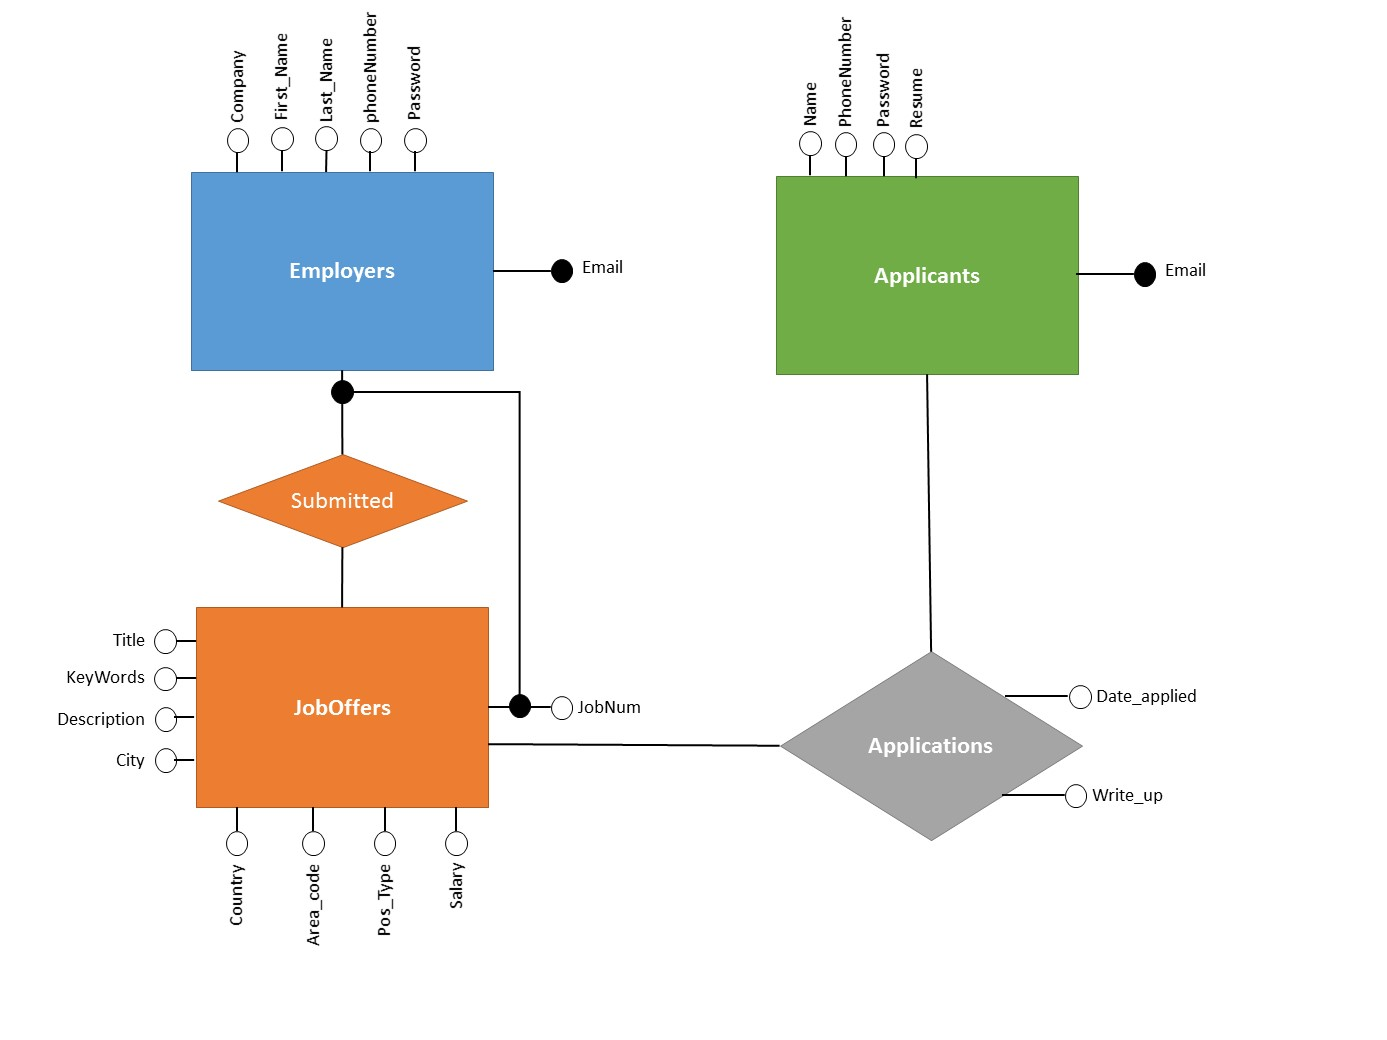 Company
First_Name
Last_Name
phoneNumber
Password
Name
PhoneNumber
Password
Resume
Employers
Email
Applicants
Email
Submitted
Title
KeyWords
Description
City
JobOffers
JobNum
Applications
Date_applied
Write_up
Country
Area_code
Pos_Type
Salary